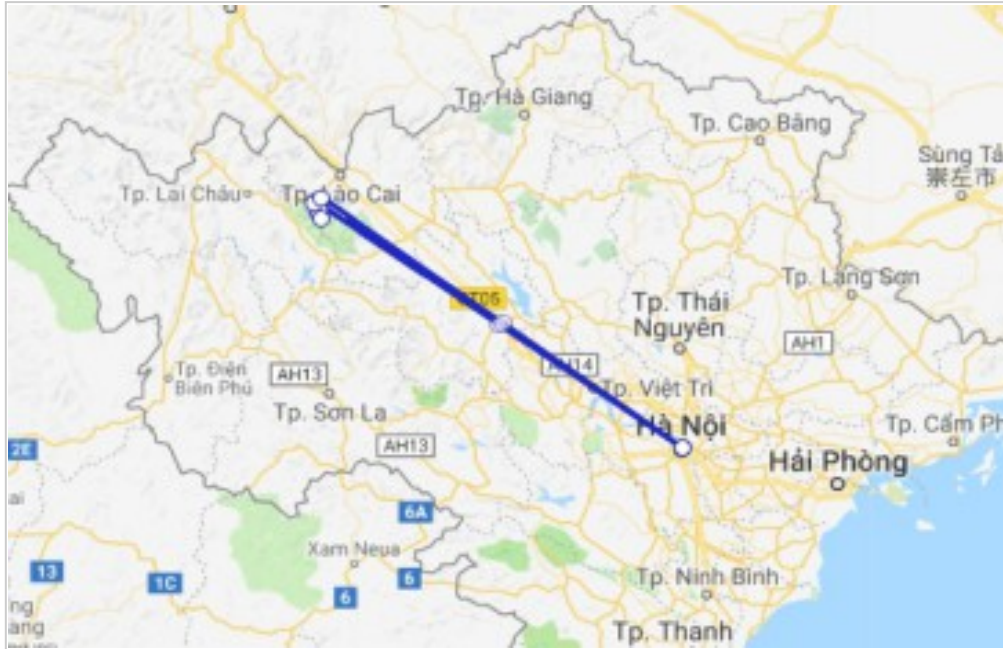 Tp. Hà Giang
Tp. Cao Bằng
Sùng Tả
崇左市
Tp. Lai Châu
Tp. Lào Cai
Tp. Lạng Sơn
CT05
Tp. Thái
Nguyên
AH1
AH14
Tp. Điện
Biên Phủ
AH13
Tp. Sơn La
Tp. Việt Trì
Hà Nội
Tp. Cẩm Ph
AH13
2E
Hải Phòng
6A
Xam Neua
13
1C
6
6
Tp. Ninh Bình
ng
ang
Tp. Thanh